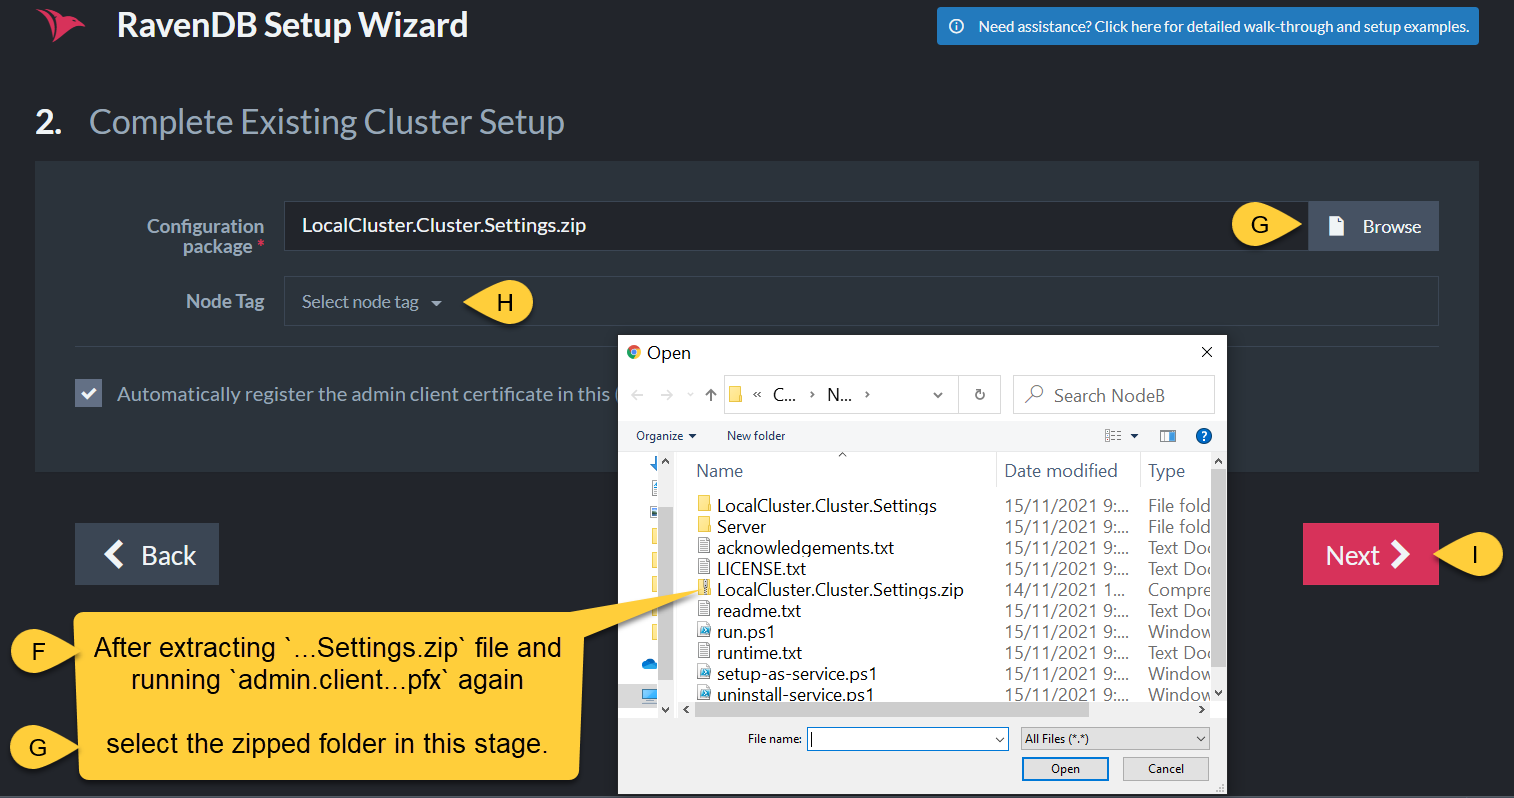 RavenDB Setup Wizard
Need assistance? Click here for detailed walk-through and setup examples.
2. Complete Existing Cluster Setup
Configuration
package *
LocalCluster.Cluster.Settings.zip
G
Browse
Node Tag
Select node tag
H
Automatically register the admin client certificate in this
Back
Next
I
F
After extracting `...Settings.zip` file and
running `admin.client...pfx` again
G
select the zipped folder in this stage.
Open
« C... › N... ›
Search NodeB
Organize
New folder
?
Name Date modified Type
LocalCluster.Cluster.Settings 15/11/2021 9:... File fold
Server 15/11/2021 9:... File fold
acknowledgements.txt 15/11/2021 9:... Text Doc
LICENSE.txt 15/11/2021 9:... Text Doc
LocalCluster.Cluster.Settings.zip 14/11/2021 1... Compre
readme.txt 15/11/2021 9:... Text Doc
run.ps1 15/11/2021 9:... Window
runtime.txt 15/11/2021 9:... Text Doc
setup-as-service.ps1 15/11/2021 9:... Window
uninstall-service.ps1 15/11/2021 9:... Window
File name:
All Files (*.*)
Open
Cancel